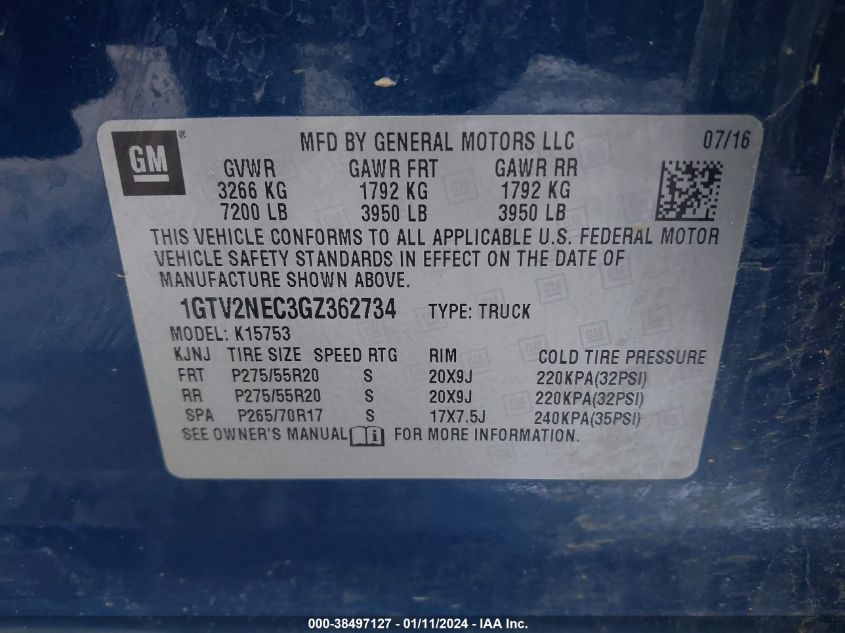 GM ®
MFD BY GENERAL MOTORS LLC 07/16
GVWR GAWR FRT GAWR RR
3266 KG 1792 KG 1792 KG
7200 LB 3950 LB 3950 LB
THIS VEHICLE CONFORMS TO ALL APPLICABLE U.S. FEDERAL MOTOR
VEHICLE SAFETY STANDARDS IN EFFECT ON THE DATE OF
MANUFACTURE SHOWN ABOVE.
1GTV2NEC3GZ362734 TYPE: TRUCK
MODEL: K15753
KJNJ TIRE SIZE SPEED RTG RIM COLD TIRE PRESSURE
FRT P275/55R20 S 20X9J 220KPA(32PSI)
RR P275/55R20 S 20X9J 220KPA(32PSI)
SPA P265/70R17 S 17X7.5J 240KPA(35PSI)
SEE OWNER'S MANUAL FOR MORE INFORMATION.
000-38497127 - 01/11/2024 - IAA Inc.